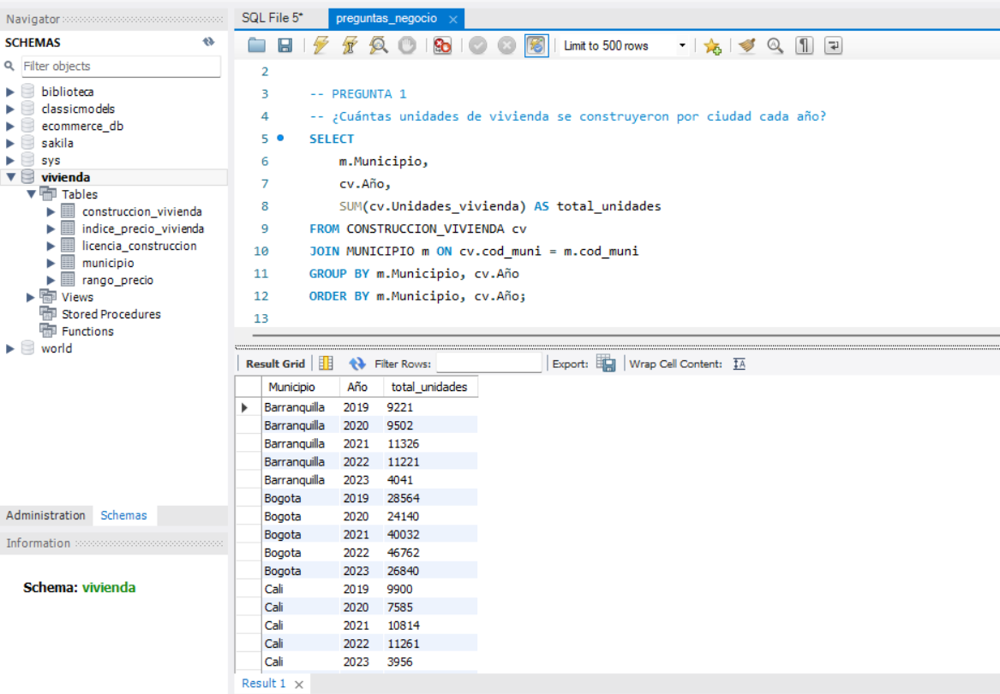 Navigator
SCHEMAS
Filter objects
biblioteca
classicmodels
ecommerce_db
sakila
sys
vivienda
Tables
construccion_vivienda
indice_precio_vivienda
licencia_construccion
municipio
rango_precio
Views
Stored Procedures
Functions
world
Administration Schemas
Information
Schema: vivienda
SQL File 5* preguntas_negocio
Limit to 500 rows
2
3 -- PREGUNTA 1
4 -- ¿Cuántas unidades de vivienda se construyeron por ciudad cada año?
5 SELECT
6 m.Municipio,
7 cv.Año,
8 SUM(cv.Unidades_vivienda) AS total_unidades
9 FROM CONSTRUCCION_VIVIENDA cv
10 JOIN MUNICIPIO m ON cv.cod_muni = m.cod_muni
11 GROUP BY m.Municipio, cv.Año
12 ORDER BY m.Municipio, cv.Año;
13
Result Grid Filter Rows: Export: Wrap Cell Content:
Municipio Año total_unidades
Barranquilla 2019 9221
Barranquilla 2020 9502
Barranquilla 2021 11326
Barranquilla 2022 11221
Barranquilla 2023 4041
Bogota 2019 28564
Bogota 2020 24140
Bogota 2021 40032
Bogota 2022 46762
Bogota 2023 26840
Cali 2019 9900
Cali 2020 7585
Cali 2021 10814
Cali 2022 11261
Cali 2023 3956
Result 1